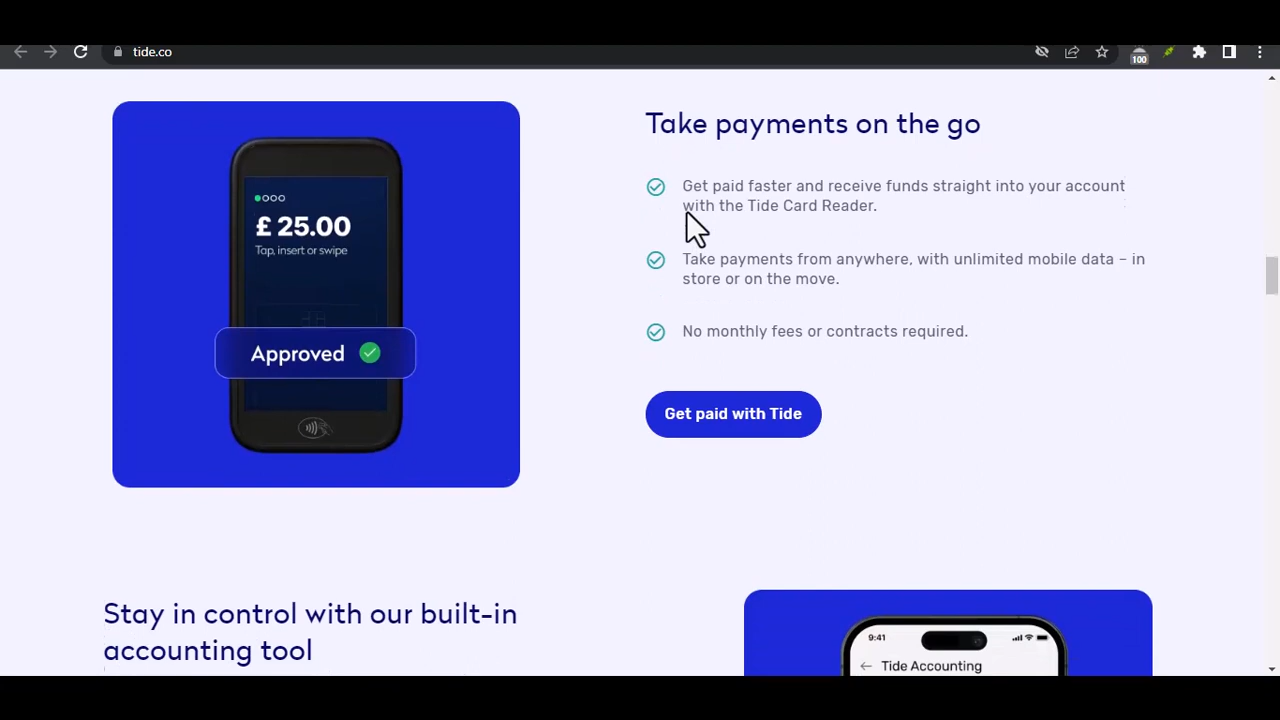 tide.co
100
Take payments on the go
Get paid faster and receive funds straight into your account
with the Tide Card Reader.
Take payments from anywhere, with unlimited mobile data – in
store or on the move.
No monthly fees or contracts required.
Get paid with Tide
£ 25.00
Tap, insert or swipe
Approved
Stay in control with our built-in
accounting tool
9:41
Tide Accounting